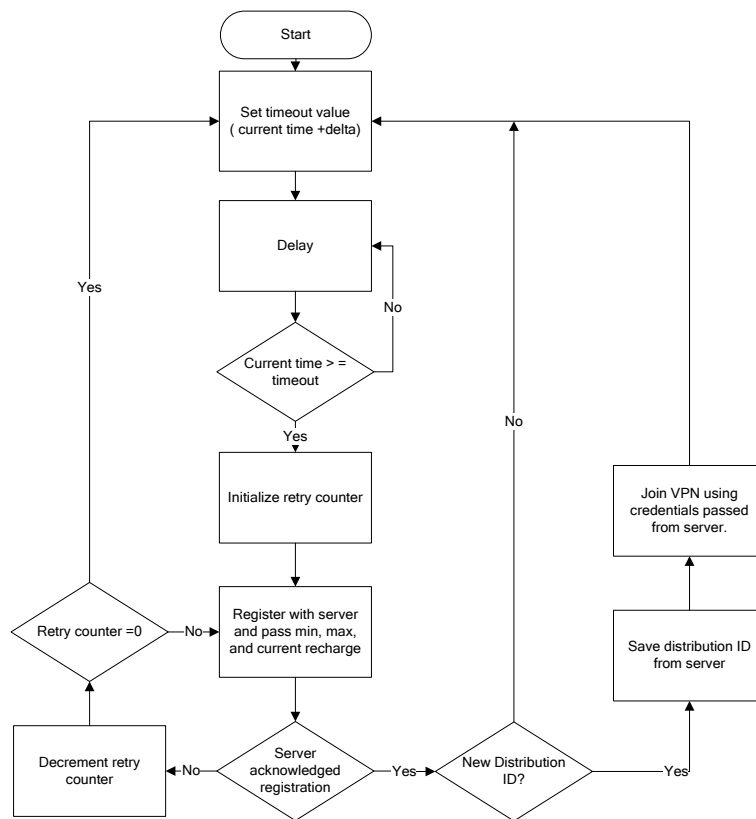 Start
Set timeout value
( current time +delta)
Delay
No
Yes
Current time > =
timeout
Yes
No
Initialize retry counter
Join VPN using
credentials passed
from server.
Register with server
and pass min, max,
and current recharge
Retry counter =0
No
Save distribution ID
from server
Decrement retry
counter
No
Server
acknowledged
registration
Yes
New Distribution
ID?
Yes